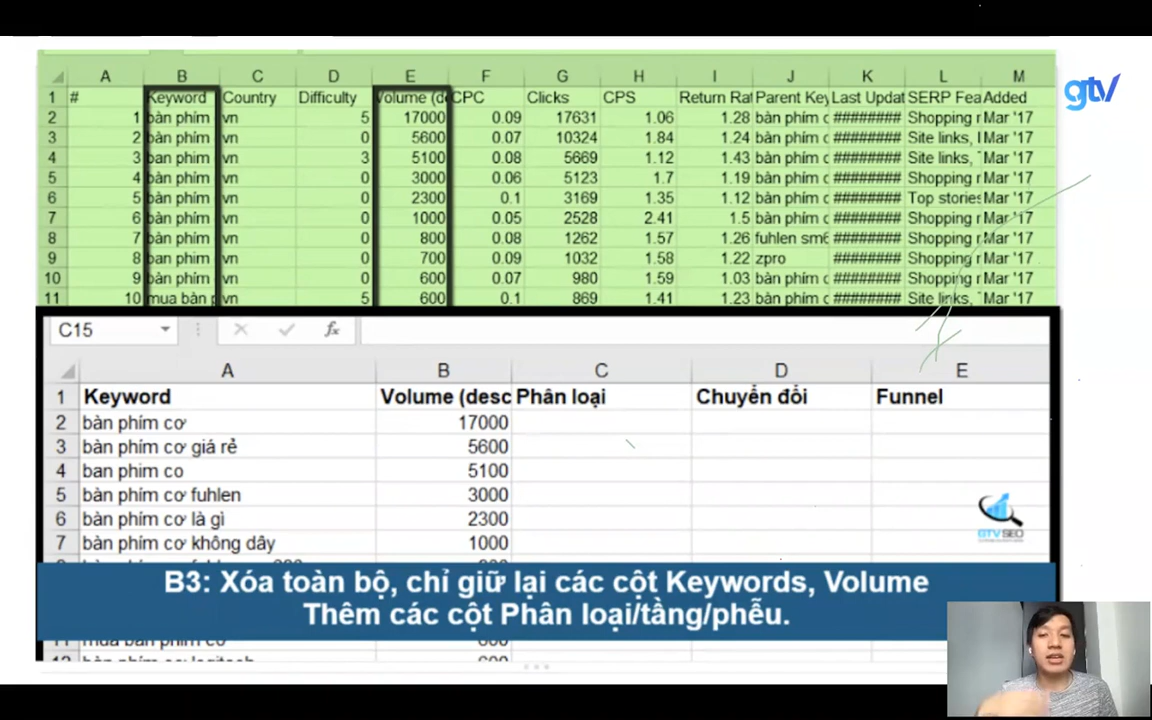 A B C D E F G H I J K L M
1 # Keyword Country Difficulty Volume (de CPC Clicks CPS Return Rat Parent Key Last Updat SERP Fea Added
2 1 bàn phím vn 5 17000 0.09 17631 1.06 1.28 bàn phím c ######## Shopping r Mar '17
3 2 bàn phím vn 0 5600 0.07 10324 1.84 1.24 bàn phím c ######## Site links, Mar '17
4 3 bàn phím vn 3 5100 0.08 5669 1.12 1.43 bàn phím c ######## Site links, Mar '17
5 4 bàn phím vn 0 3000 0.06 5123 1.7 1.19 bàn phím c ######## Shopping r Mar '17
6 5 bàn phím vn 0 2300 0.1 3169 1.35 1.12 bàn phím c ######## Top stories Mar '17
7 6 bàn phím vn 0 1000 0.05 2528 2.41 1.5 bàn phím c ######## Shopping r Mar '17
8 7 bàn phím vn 0 800 0.08 1262 1.57 1.26 fuhlen sm6 ######## Shopping r Mar '17
9 8 ban phim vn 0 700 0.09 1032 1.58 1.22 zpro ######## Shopping r Mar '17
10 9 bàn phím vn 0 600 0.07 980 1.59 1.03 bàn phím c ######## Shopping r Mar '17
11 10 mua bàn p vn 5 600 0.1 869 1.41 1.23 bàn phím c ######## Site links, Mar '17
gtv
C15 fx
A B C D E
1 Keyword Volume (desc Phân loại Chuyển đổi Funnel
2 bàn phím cơ 17000
3 bàn phím cơ giá rẻ 5600
4 ban phim co 5100
5 bàn phím cơ fuhlen 3000
6 bàn phím cơ là gì 2300
7 bàn phím cơ không dây 1000
GTVSEO
B3: Xóa toàn bộ, chỉ giữ lại các cột Keywords, Volume
Thêm các cột Phân loại/tầng/phễu.